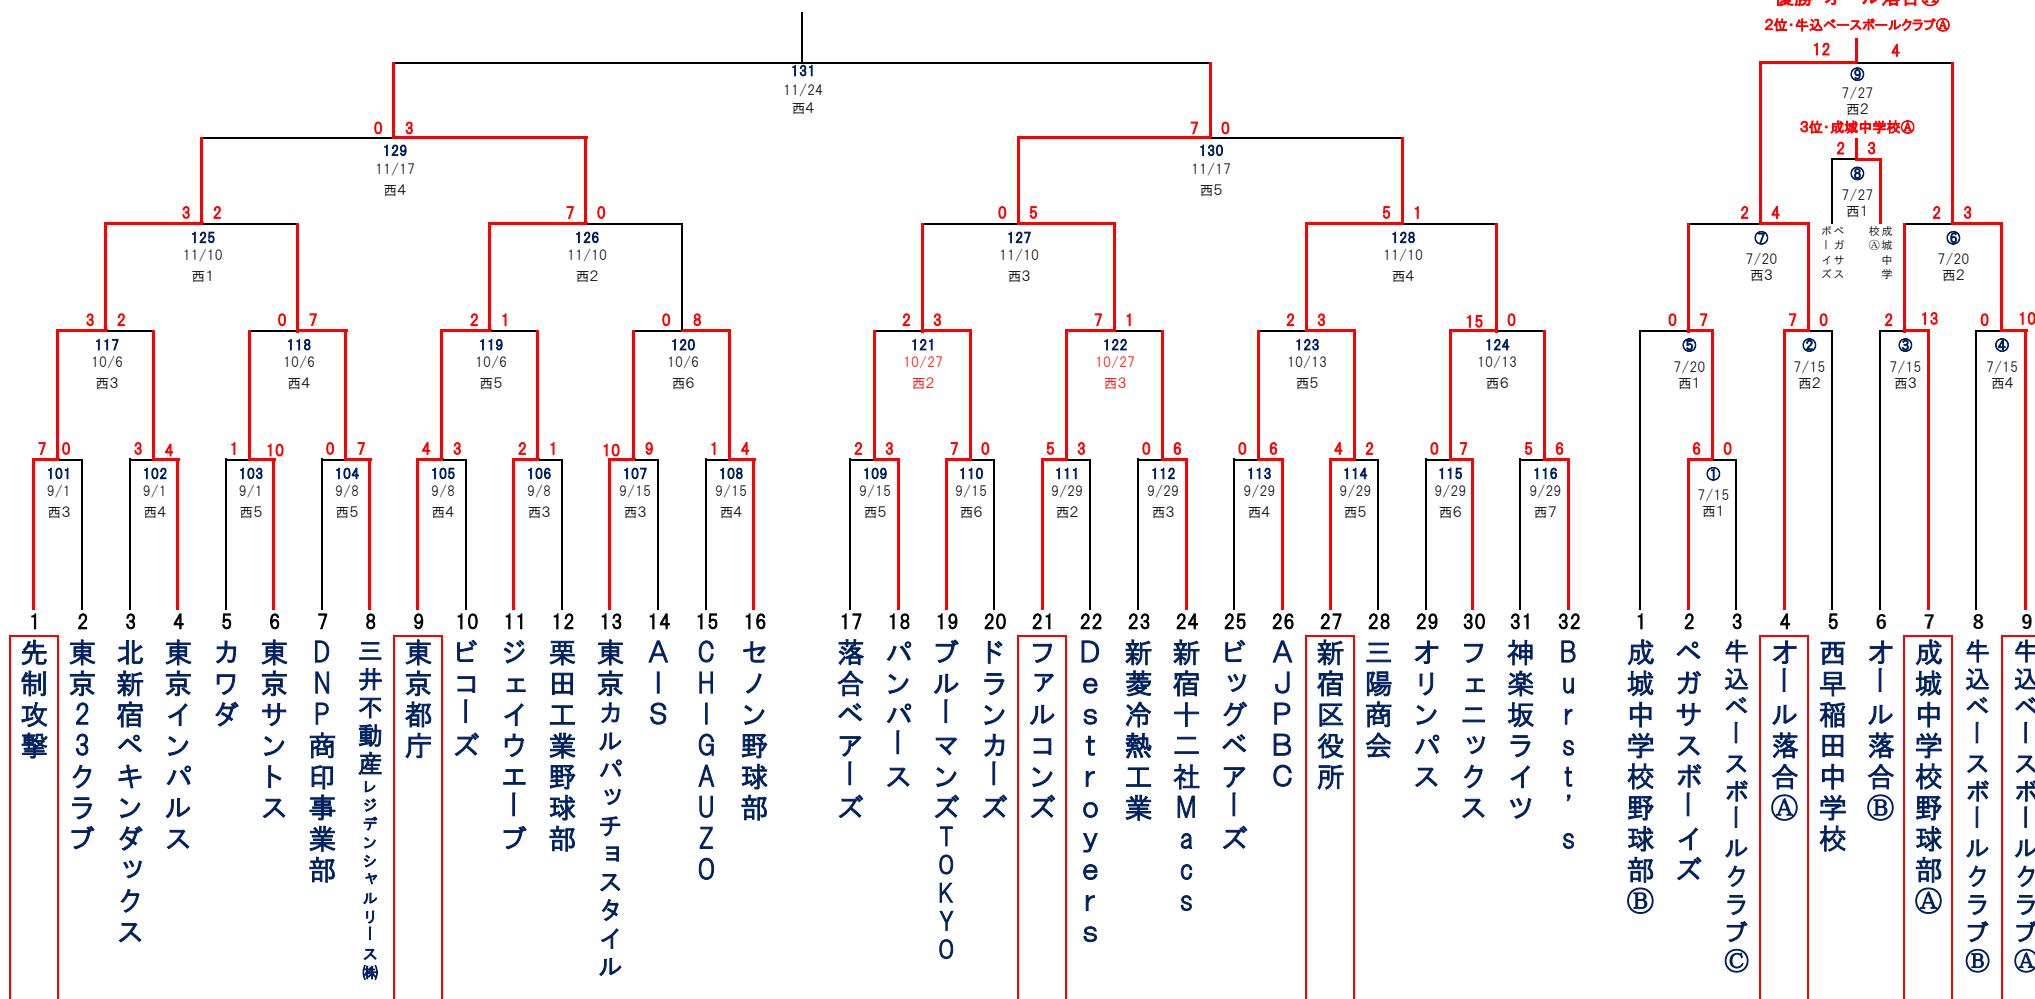 2位・牛込ベースボールクラブⒶ
12 4
131
11/24
西4
⑨
7/27
西2
3位・成城中学校Ⓐ
0 3
129
11/17
西4
7 0
130
11/17
西5
2 3
⑧
7/27
西1
ペガサスボーイズ
成城中学校Ⓐ
3 2
125
11/10
西1
7 0
126
11/10
西2
0 5
127
11/10
西3
5 1
128
11/10
西4
2 4
⑦
7/20
西3
2 3
⑥
7/20
西2
3 2
117
10/6
西3
0 7
118
10/6
西4
2 1
119
10/6
西5
0 8
120
10/6
西6
2 3
121
10/27
西2
7 1
122
10/27
西3
2 3
123
10/13
西5
15 0
124
10/13
西6
0 7
⑤
7/20
西1
7 0
②
7/15
西2
2 13
③
7/15
西3
0 10
④
7/15
西4
7 0
101
9/1
西3
3 4
102
9/1
西4
1 10
103
9/1
西5
0 7
104
9/8
西5
4 3
105
9/8
西4
2 1
106
9/8
西3
10 9
107
9/15
西3
1 4
108
9/15
西4
2 3
109
9/15
西5
7 0
110
9/15
西6
5 3
111
9/29
西2
0 6
112
9/29
西3
0 6
113
9/29
西4
4 2
114
9/29
西5
0 7
115
9/29
西6
5 6
116
9/29
西7
6 0
①
7/15
西1
1 先制攻撃
2 東京23クラブ
3 北新宿ペキンダックス
4 東京インパルス
5 カワダ
6 東京サントス
7 DNP商印事業部
8 三井不動産レジデンシャルリース㈱
9 東京都庁
10 ビコーズ
11 ジェイウエーブ
12 栗田工業野球部
13 東京カルパッチョスタイル
14 AIS
15 CHIGAUZO
16 セノン野球部
17 落合ベアーズ
18 パンパース
19 ブルーマンズTOKYO
20 ドランカーズ
21 ファルコンズ
22 Destroyers
23 新菱冷熱工業
24 新宿十二社Macs
25 ビッグベアーズ
26 AJPBC
27 新宿区役所
28 三陽商会
29 オリンパス
30 フェニックス
31 神楽坂ライツ
32 Burst's
1 成城中学校野球部Ⓑ
2 ペガサスボーイズ
3 牛込ベースボールクラブⒸ
4 オール落合Ⓐ
5 西早稲田中学校
6 オール落合Ⓑ
7 成城中学校野球部Ⓐ
8 牛込ベースボールクラブⒷ
9 牛込ベースボールクラブⒶ